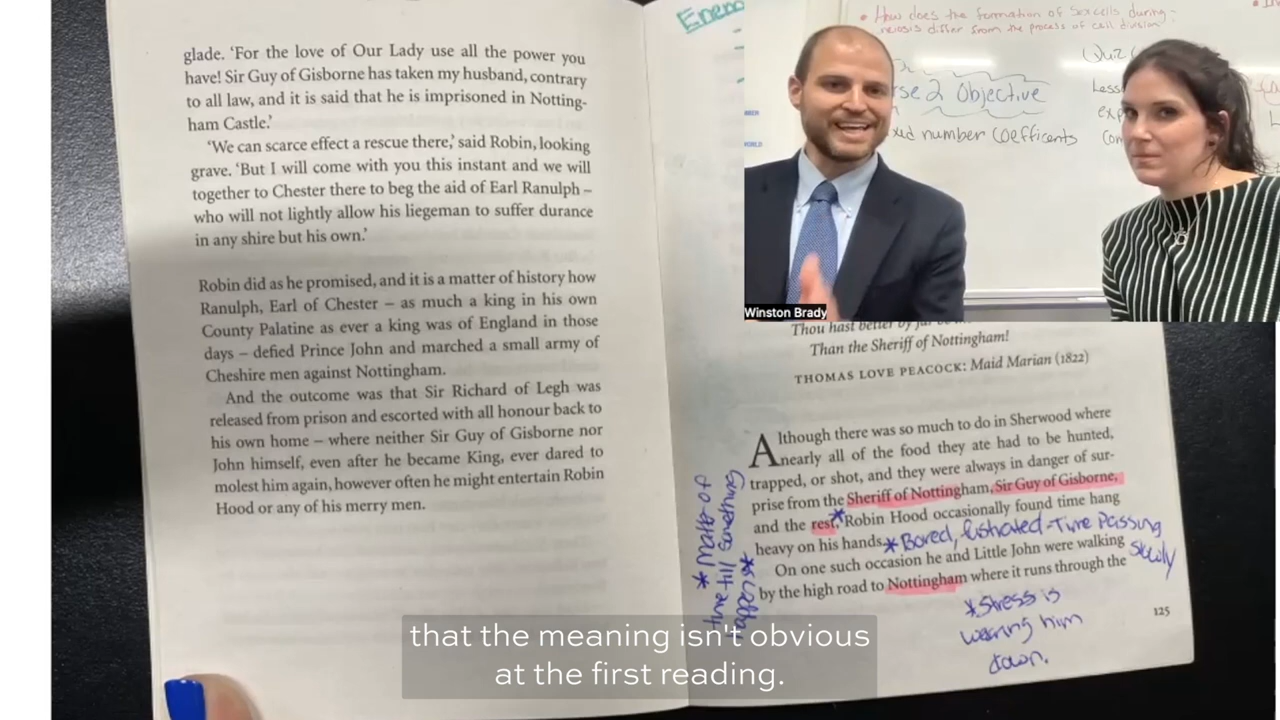 glade. ‘For the love of Our Lady use all the power you
have! Sir Guy of Gisborne has taken my husband, contrary
to all law, and it is said that he is imprisoned in Notting-
ham Castle.’
‘We can scarce effect a rescue there,’ said Robin, looking
grave. ‘But I will come with you this instant and we will
together to Chester there to beg the aid of Earl Ranulph –
who will not lightly allow his liegeman to suffer durance
in any shire but his own.’
Robin did as he promised, and it is a matter of history how
Ranulph, Earl of Chester – as much a king in his own
County Palatine as ever a king was of England in those
days – defied Prince John and marched a small army of
Cheshire men against Nottingham.
And the outcome was that Sir Richard of Legh was
released from prison and escorted with all honour back to
his own home – where neither Sir Guy of Gisborne nor
John himself, even after he became King, ever dared to
molest him again, however often he might entertain Robin
Hood or any of his merry men.
• How does the formation of sex cells during
meiosis differ from the process of cell division
Quiz
2 Objective
Less
number Coefficents
Winston Brady
Thou hast better by
Than the Sheriff of Nottingham!
THOMAS LOVE PEACOCK: Maid Marian (1822)
Although there was so much to do in Sherwood where
nearly all of the food they ate had to be hunted,
trapped, or shot, and they were always in danger of sur-
prise from the Sheriff of Nottingham, Sir Guy of Gisborne,
and the rest, Robin Hood occasionally found time hang
heavy on his hands. * Bored, fustrated - Time Passing
slowly
On one such occasion he and Little John were walking
by the high road to Nottingham where it runs through the
* Matter of
time till something
happens *
* Stress is
wearing him
down.
125
that the meaning isn't obvious
at the first reading.